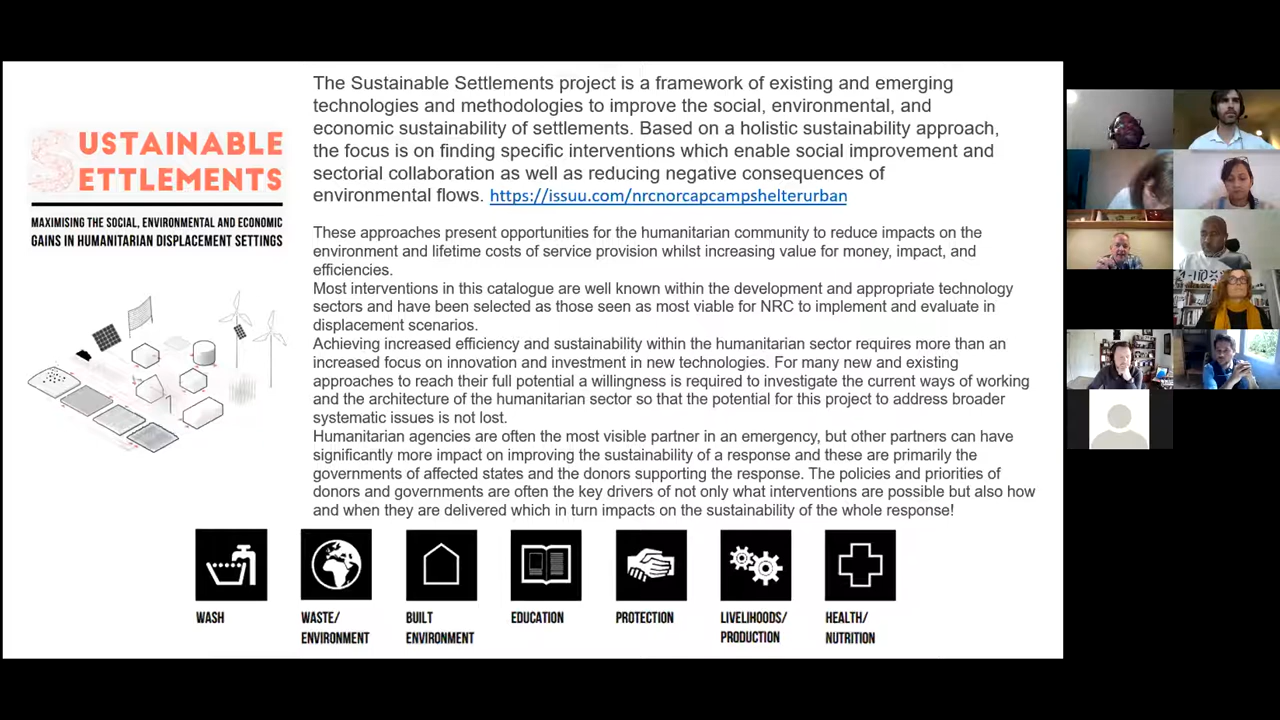 SUSTAINABLE
SETTLEMENTS
MAXIMISING THE SOCIAL, ENVIRONMENTAL AND ECONOMIC
GAINS IN HUMANITARIAN DISPLACEMENT SETTINGS
The Sustainable Settlements project is a framework of existing and emerging
technologies and methodologies to improve the social, environmental, and
economic sustainability of settlements. Based on a holistic sustainability approach,
the focus is on finding specific interventions which enable social improvement and
sectorial collaboration as well as reducing negative consequences of
environmental flows. https://issuu.com/nrcnorcapcampshelterurban
These approaches present opportunities for the humanitarian community to reduce impacts on the
environment and lifetime costs of service provision whilst increasing value for money, impact, and
efficiencies.
Most interventions in this catalogue are well known within the development and appropriate technology
sectors and have been selected as those seen as most viable for NRC to implement and evaluate in
displacement scenarios.
Achieving increased efficiency and sustainability within the humanitarian sector requires more than an
increased focus on innovation and investment in new technologies. For many new and existing
approaches to reach their full potential a willingness is required to investigate the current ways of working
and the architecture of the humanitarian sector so that the potential for this project to address broader
systematic issues is not lost.
Humanitarian agencies are often the most visible partner in an emergency, but other partners can have
significantly more impact on improving the sustainability of a response and these are primarily the
governments of affected states and the donors supporting the response. The policies and priorities of
donors and governments are often the key drivers of not only what interventions are possible but also how
and when they are delivered which in turn impacts on the sustainability of the whole response!
WASH
WASTE/
ENVIRONMENT
BUILT
ENVIRONMENT
EDUCATION
PROTECTION
LIVELIHOODS/
PRODUCTION
HEALTH/
NUTRITION